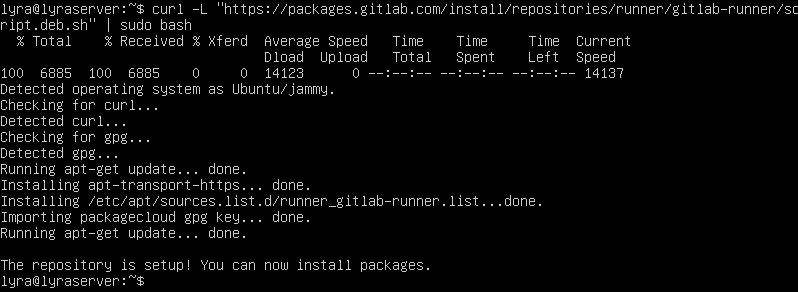 lyra@lyraserver:~$ curl -L "https://packages.gitlab.com/install/repositories/runner/gitlab-runner/sc
ript.deb.sh" | sudo bash
% Total % Received % Xferd Average Speed Time Time Time Current
Dload Upload Total Spent Left Speed
100 6885 100 6885 0 0 14123 0 --:--:-- --:--:-- --:--:-- 14137
Detected operating system as Ubuntu/jammy.
Checking for curl...
Detected curl...
Checking for gpg...
Detected gpg...
Running apt-get update... done.
Installing apt-transport-https... done.
Installing /etc/apt/sources.list.d/runner_gitlab-runner.list...done.
Importing packagecloud gpg key... done.
Running apt-get update... done.
The repository is setup! You can now install packages.
lyra@lyraserver:~$